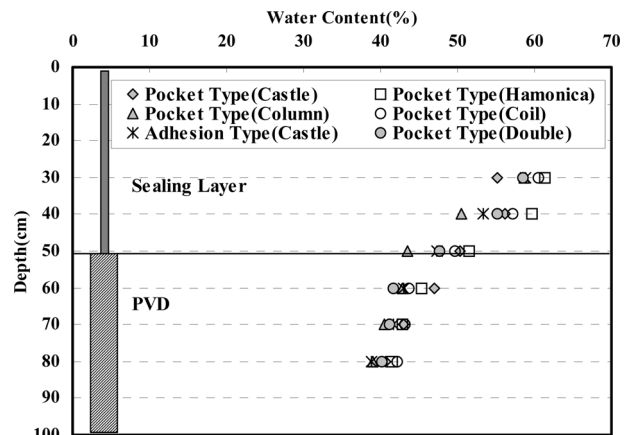 Water Content(%)
0 10 20 30 40 50 60 70
0
10
20
30
40
50
60
70
80
90
100
Depth(cm)
Pocket Type(Castle) Pocket Type(Hamonica)
Pocket Type(Column) Pocket Type(Coil)
Adhesion Type(Castle) Pocket Type(Double)
Sealing Layer
PVD